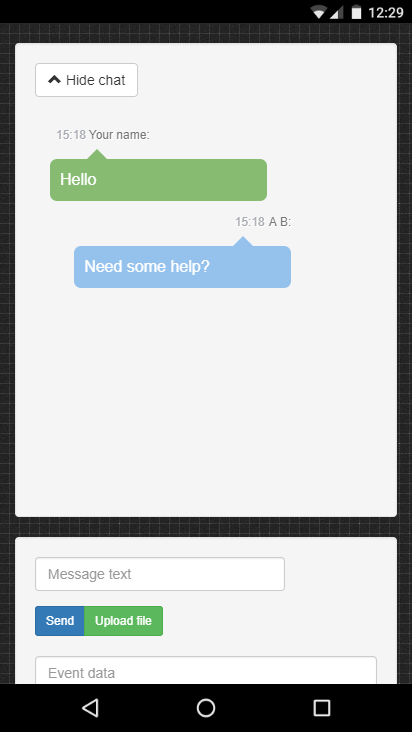 12:29
Hide chat
15:18 Your name:
Hello
15:18 A B:
Need some help?
Message text
Send Upload file
Event data